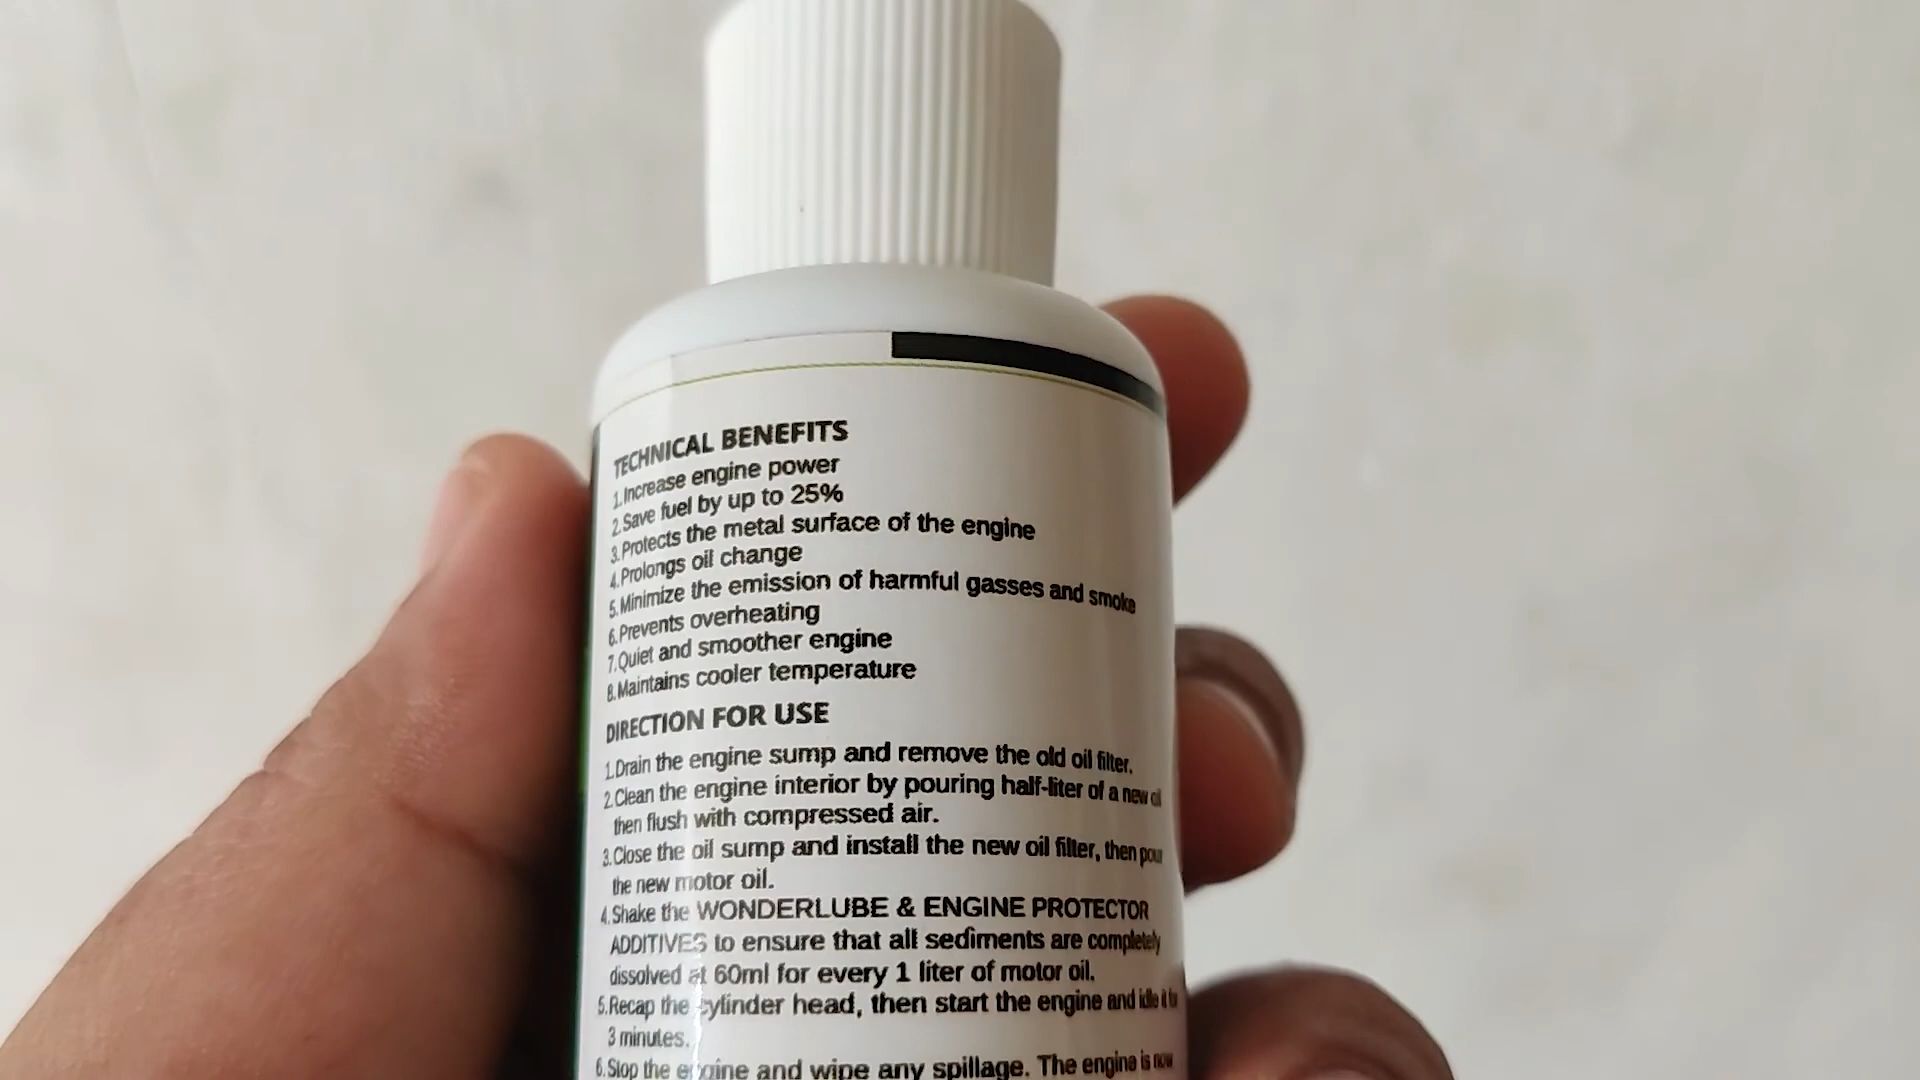 TECHNICAL BENEFITS
1.Increase engine power
2.Save fuel by up to 25%
3.Protects the metal surface of the engine
4.Prolongs oil change
5.Minimize the emission of harmful gasses and smoke
6.Prevents overheating
7.Quiet and smoother engine
8.Maintains cooler temperature
DIRECTION FOR USE
1.Drain the engine sump and remove the old oil filter.
2.Clean the engine interior by pouring half-liter of a new oil
then flush with compressed air.
3.Close the oil sump and install the new oil filter, then pour
the new motor oil.
4.Shake the WONDERLUBE & ENGINE PROTECTOR
ADDITIVES to ensure that all sediments are completely
dissolved at 60ml for every 1 liter of motor oil.
5.Recap the cylinder head, then start the engine and idle it for
3 minutes.
6.Stop the engine and wipe any spillage. The engine is now